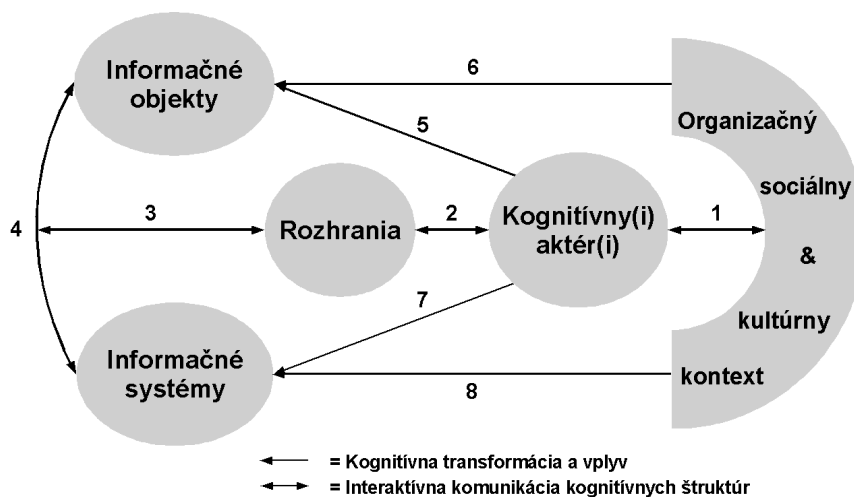 Informačné
objekty
6
5
Organizačný
sociálny
&
kultúrny
kontext
4
3
Rozhrania
2
Kognitívny(i)
aktér(i)
1
7
Informačné
systémy
8
= Kognitívna transformácia a vplyv
= Interaktívna komunikácia kognitívnych štruktúr